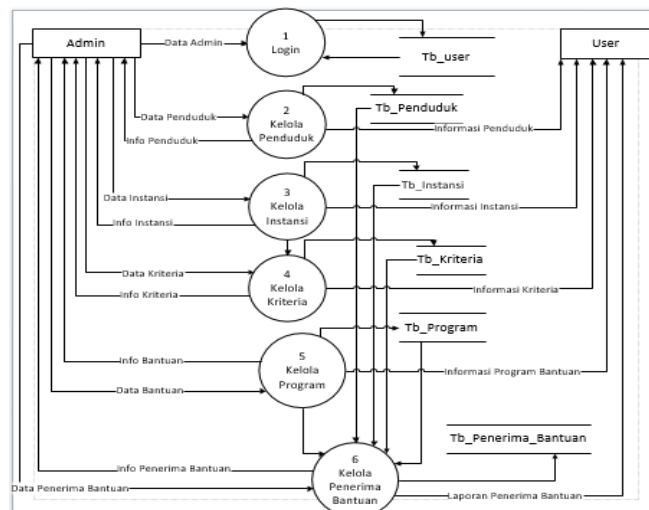 Admin
Data Admin
1
Login
Tb_user
User
Data Penduduk
Info Penduduk
2
Kelola
Penduduk
Tb_Penduduk
Informasi Penduduk
Data Instansi
Info Instansi
3
Kelola
Instansi
Tb_Instansi
Informasi Instansi
Data Kriteria
Info Kriteria
4
Kelola
Kriteria
Tb_Kriteria
Informasi Kriteria
Info Bantuan
Data Bantuan
5
Kelola
Program
Tb_Program
Informasi Program Bantuan
Info Penerima Bantuan
Data Penerima Bantuan
6
Kelola
Penerima
Bantuan
Tb_Penerima_Bantuan
Laporan Penerima Bantuan